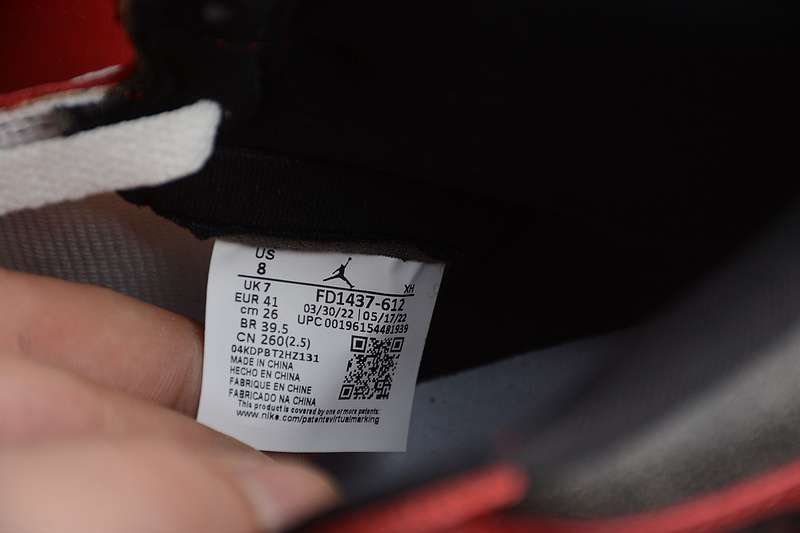 US
8
XH
UK 7
FD1437-612
EUR 41
03/30/22 | 05/17/22
cm 26
UPC 00196154481939
BR 39.5
CN 260(2.5)
04KDPBT2HZ131
MADE IN CHINA
HECHO EN CHINA
FABRIQUE EN CHINE
FABRICADO NA CHINA
This product is covered by one or more patents:
www.nike.com/patentsvirtualmarking